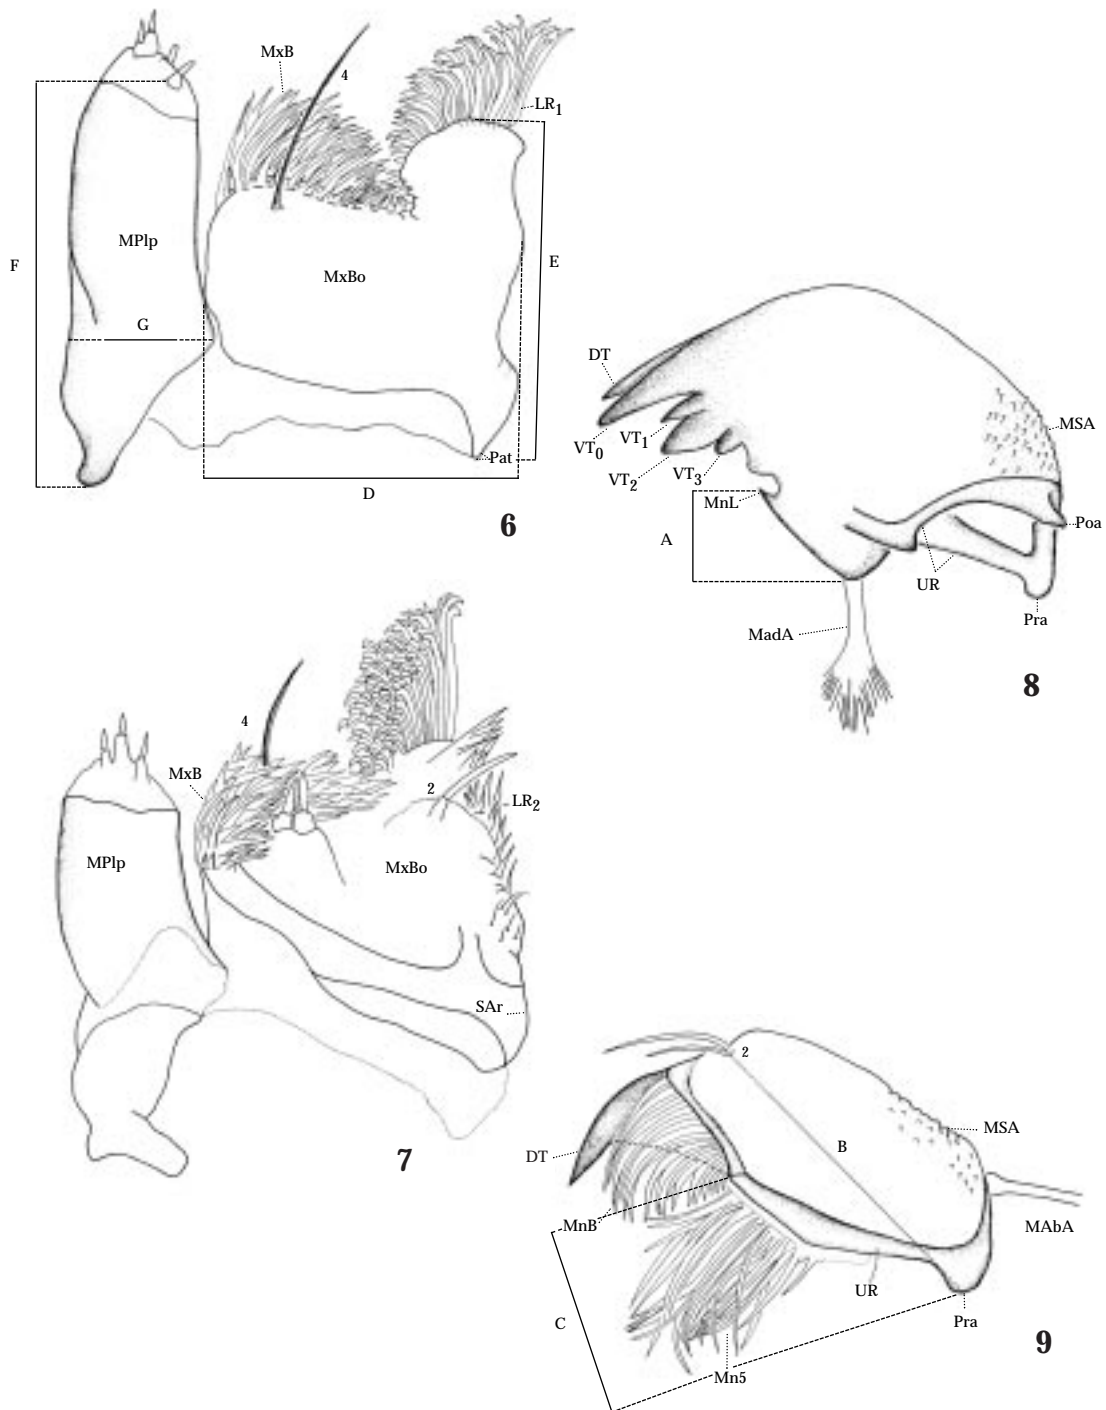 MxB
4
LR1
F
MPlp
E
MxBo
G
Pat
D
6
DT
VT0
VT1
VT2
VT3
MSA
MnL
Poa
A
UR
Pra
MadA
8
4
MxB
2
LR2
MPlp
MxBo
1
SAr
7
2
DT
B
MSA
MnB
MAbA
UR
C
Pra
Mn5
9